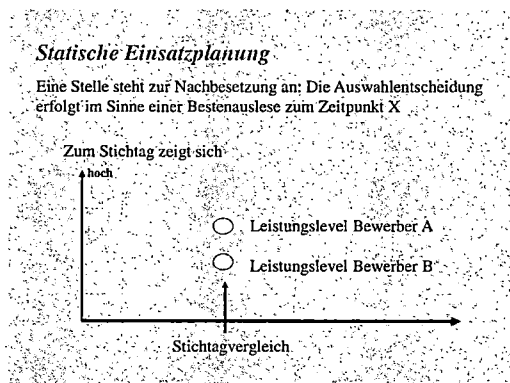 Statische Einsatzplanung
Eine Stelle steht zur Nachbesetzung an: Die Auswahlentscheidung
erfolgt im Sinne einer Bestenauslese zum Zeitpunkt X
Zum Stichtag zeigt sich
hoch
Leistungslevel Bewerber A
Leistungslevel Bewerber B
Stichtagvergleich